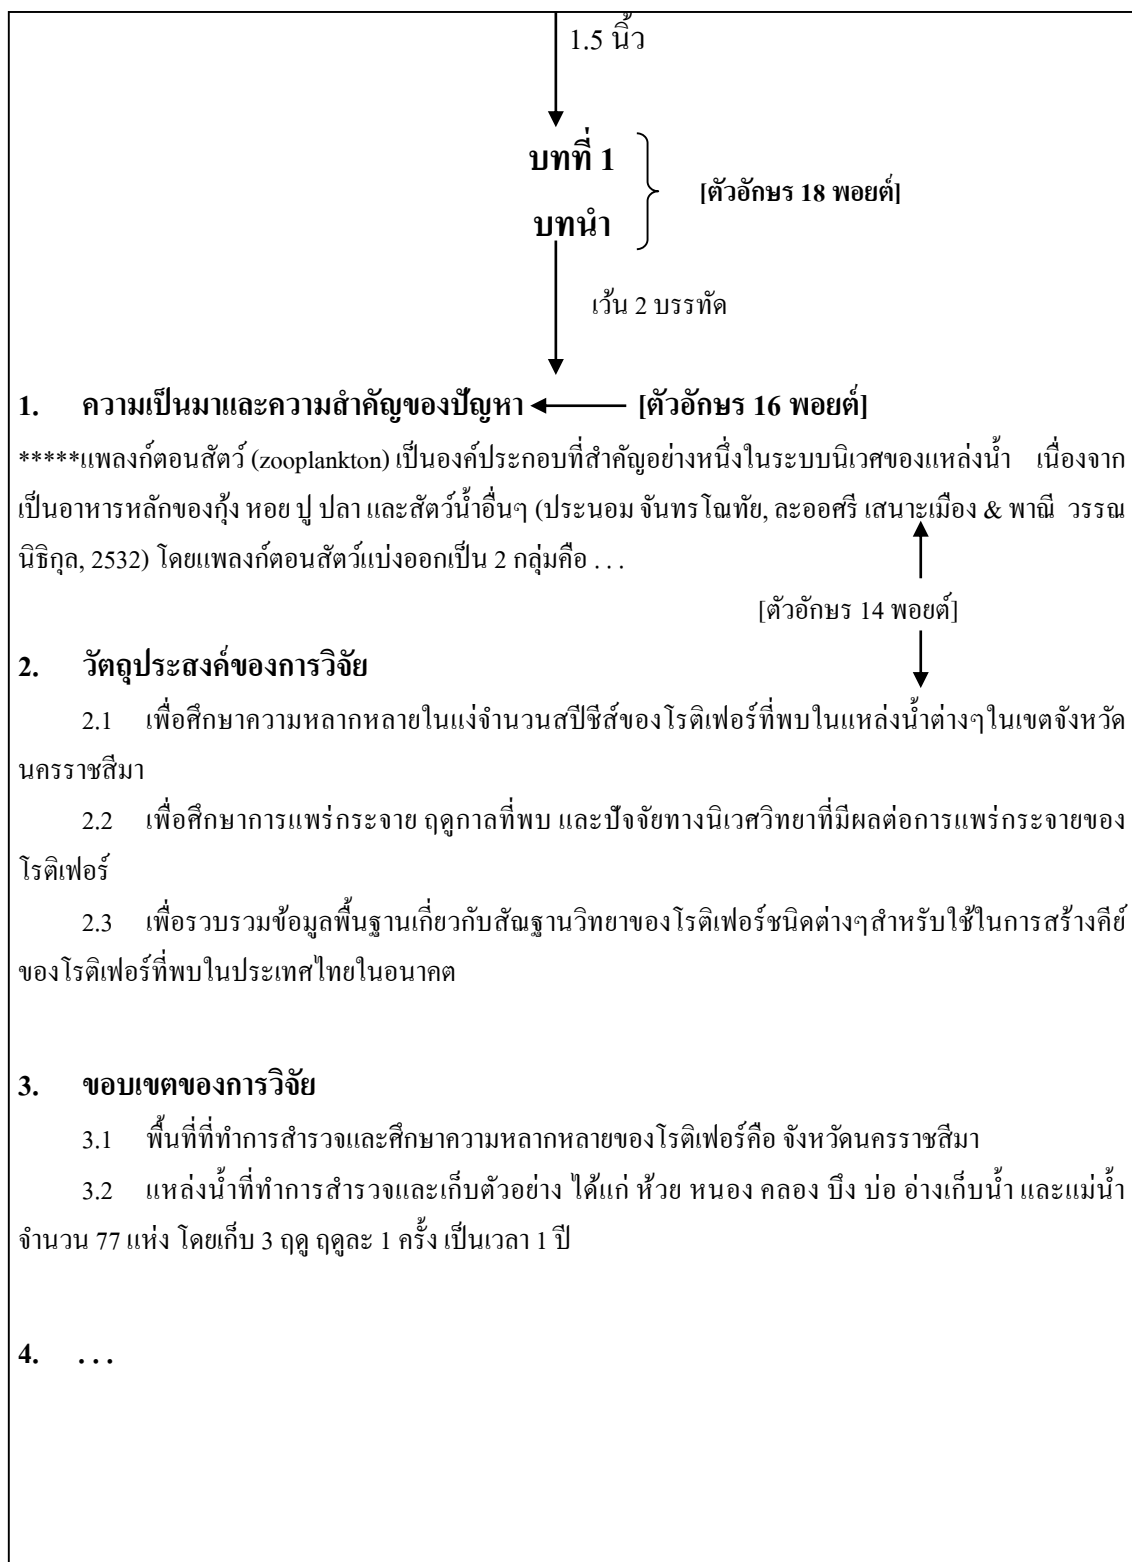 1.5 นิ้ว
บทที่ 1
[ตัวอักษร 18 พอยต์]
บทนำ
เว้น 2 บรรทัด
1. ความเป็นมาและความสำคัญของปัญหา [ตัวอักษร 16 พอยต์]
*****แพลงก์ตอนสัตว์ (zooplankton) เป็นองค์ประกอบที่สำคัญอย่างหนึ่งในระบบนิเวศของแหล่งน้ำ เนื่องจาก
เป็นอาหารหลักของกุ้ง หอย ปู ปลา และสัตว์น้ำอื่นๆ (ประนอม จันทรโณทัย, ละออศรี เสนาะเมือง & พาณี วรรณ
นิธิกุล, 2532) โดยแพลงก์ตอนสัตว์แบ่งออกเป็น 2 กลุ่มคือ . . .
[ตัวอักษร 14 พอยต์]
2. วัตถุประสงค์ของการวิจัย
2.1 เพื่อศึกษาความหลากหลายในแง่จำนวนสปีชีส์ของโรติเฟอร์ที่พบในแหล่งน้ำต่างๆในเขตจังหวัด
นครราชสีมา
2.2 เพื่อศึกษาการแพร่กระจาย ฤดูกาลที่พบ และปัจจัยทางนิเวศวิทยาที่มีผลต่อการแพร่กระจายของ
โรติเฟอร์
2.3 เพื่อรวบรวมข้อมูลพื้นฐานเกี่ยวกับสัณฐานวิทยาของโรติเฟอร์ชนิดต่างๆสำหรับใช้ในการสร้างคีย์
ของโรติเฟอร์ที่พบในประเทศไทยในอนาคต
3. ขอบเขตของการวิจัย
3.1 พื้นที่ที่ทำการสำรวจและศึกษาความหลากหลายของโรติเฟอร์คือ จังหวัดนครราชสีมา
3.2 แหล่งน้ำที่ทำการสำรวจและเก็บตัวอย่าง ได้แก่ ห้วย หนอง คลอง บึง บ่อ อ่างเก็บน้ำ และแม่น้ำ
จำนวน 77 แห่ง โดยเก็บ 3 ฤดู ฤดูละ 1 ครั้ง เป็นเวลา 1 ปี
4. . . .